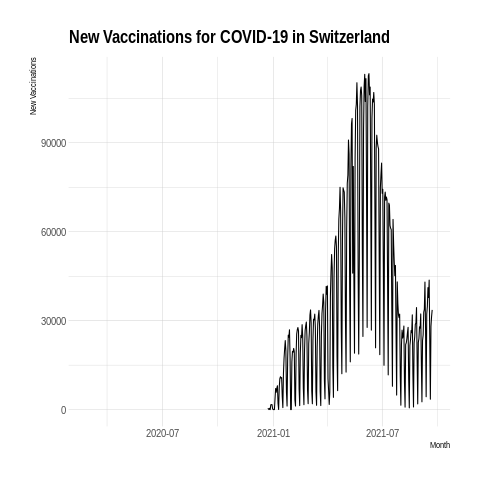 New Vaccinations for COVID-19 in Switzerland
New Vaccinations
90000
60000
30000
0
2020-07
2021-01
2021-07
Month